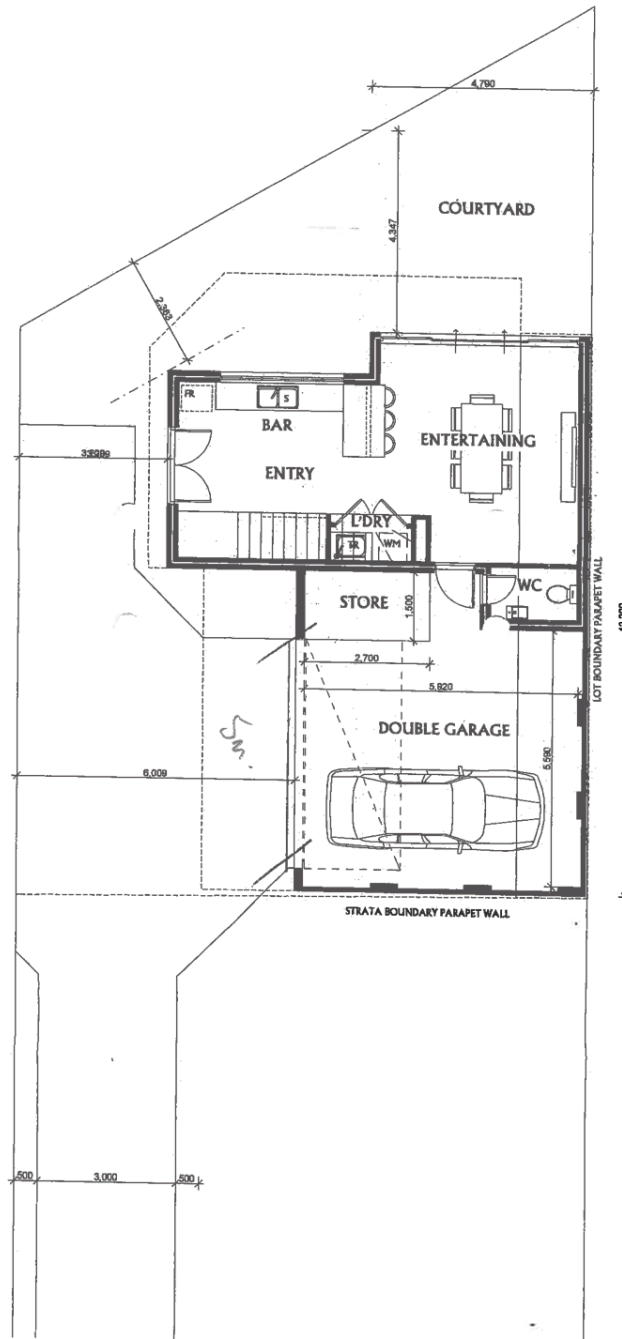 4,790
COURTYARD
4,347
2,363
FR
S
BAR
ENTERTAINING
ENTRY
L'DRY
TR
WM
WC
STORE
1,500
2,700
5,820
LOT BOUNDARY PARAPET WALL
DOUBLE GARAGE
5,590
6,009
STRATA BOUNDARY PARAPET WALL
500
3,000
500